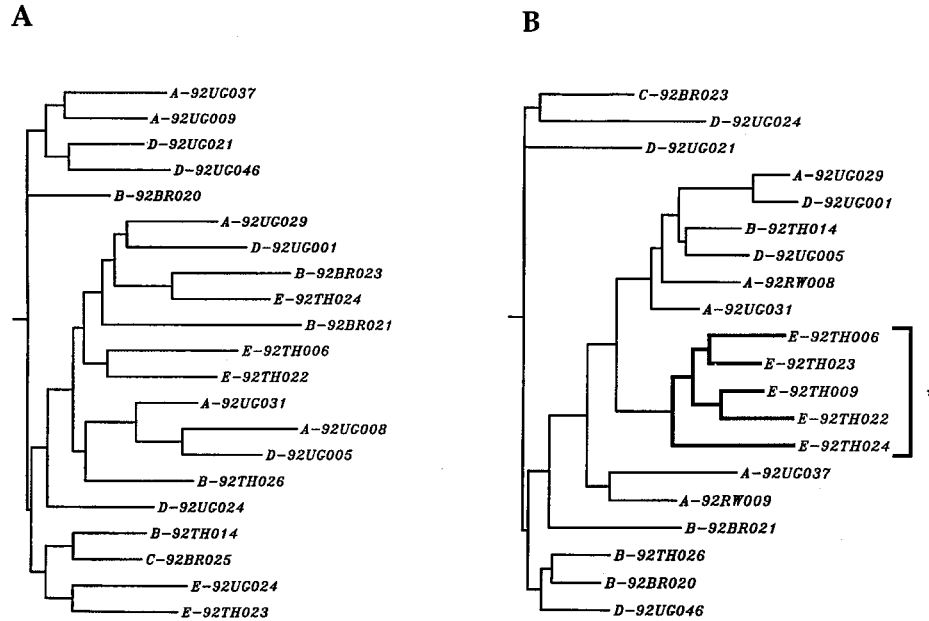 A
A-92UG037
A-92UG009
D-92UG021
D-92UG046
B-92BR020
A-92UG029
D-92UG001
B-92BR023
E-92TH024
B-92BR021
E-92TH006
E-92TH022
A-92UG031
A-92UG008
D-92UG005
B-92TH026
D-92UG024
B-92TH014
C-92BR025
E-92UG024
E-92TH023
B
C-92BR023
D-92UG024
D-92UG021
A-92UG029
D-92UG001
B-92TH014
D-92UG005
A-92RW008
A-92UG031
E-92TH006
E-92TH023
E-92TH009
E-92TH022
E-92TH024
*
A-92UG037
A-92RW009
B-92BR021
B-92TH026
B-92BR020
D-92UG046